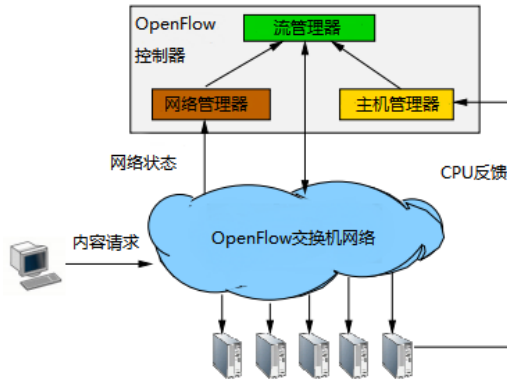 OpenFlow
控制器
流管理器
网络管理器
主机管理器
网络状态
CPU反馈
内容请求
OpenFlow交换机网络